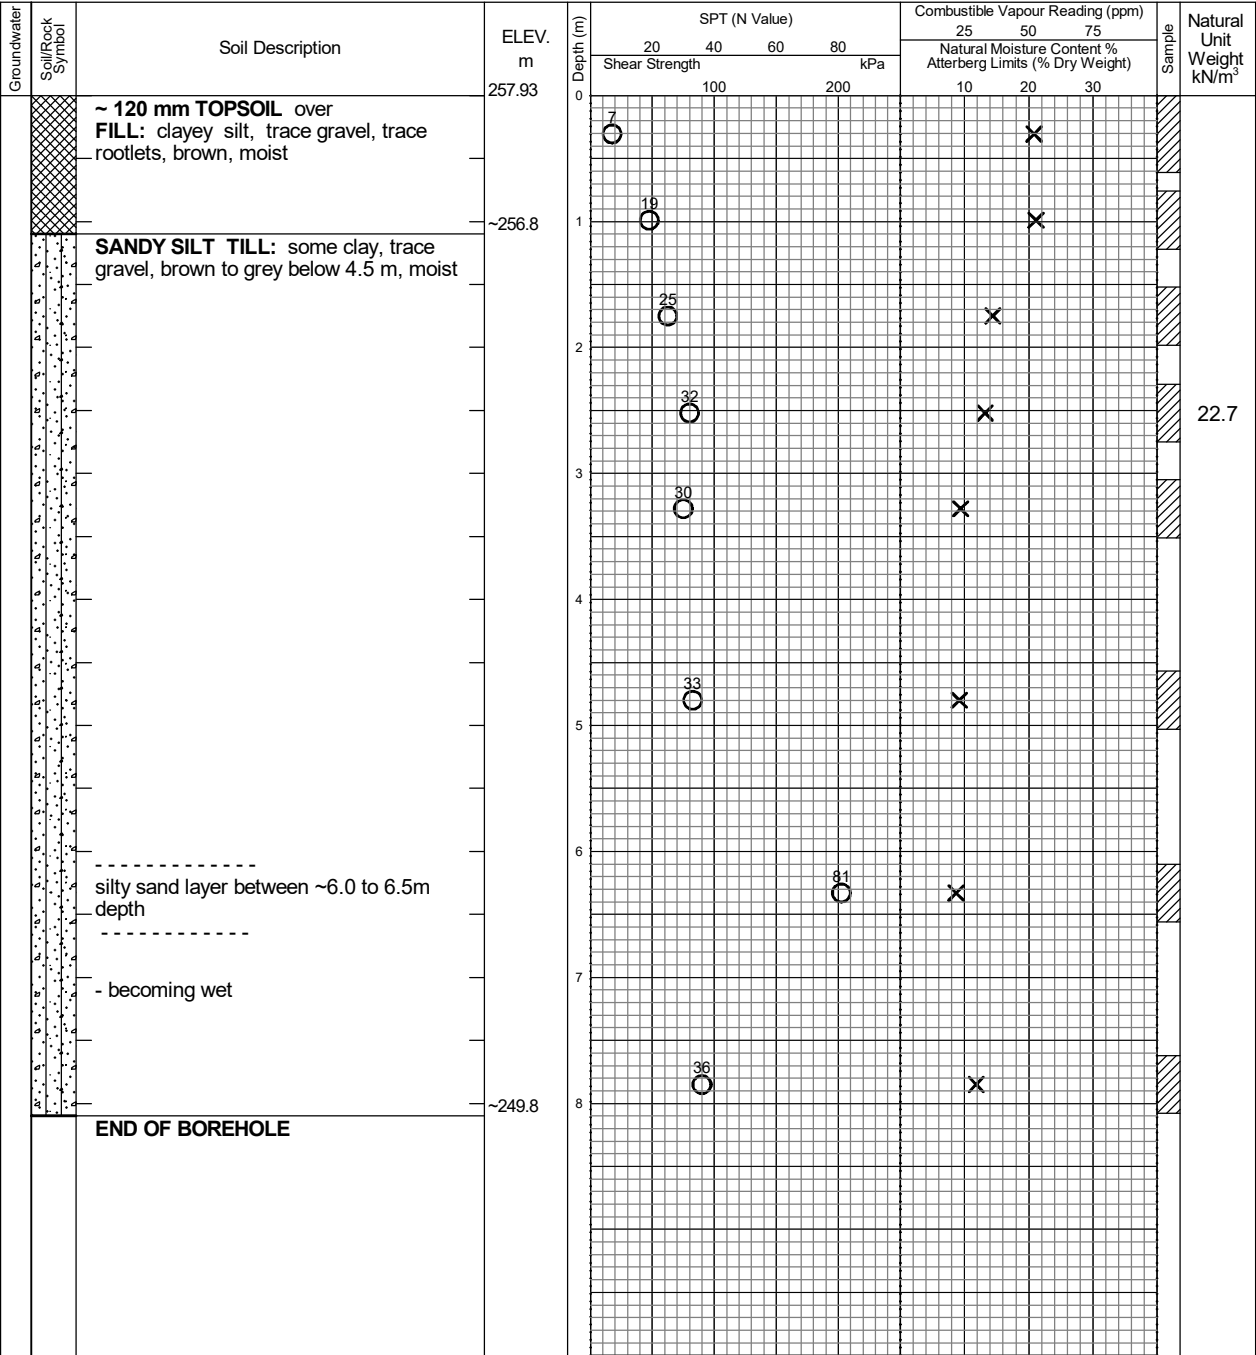 Groundwater
Soil/Rock
Symbol
Soil Description
ELEV.
m
Depth (m)
SPT (N Value)
20 40 60 80
Shear Strength kPa
100 200
Combustible Vapour Reading (ppm)
25 50 75
Natural Moisture Content %
Atterberg Limits (% Dry Weight)
10 20 30
Sample
Natural
Unit
Weight
kN/m³
257.93
0
~ 120 mm TOPSOIL over
FILL: clayey silt, trace gravel, trace
rootlets, brown, moist
7
19
1
~256.8
SANDY SILT TILL: some clay, trace
gravel, brown to grey below 4.5 m, moist
25
2
32
22.7
3
30
4
33
5
6
silty sand layer between ~6.0 to 6.5m
depth
81
7
- becoming wet
36
8
~249.8
END OF BOREHOLE